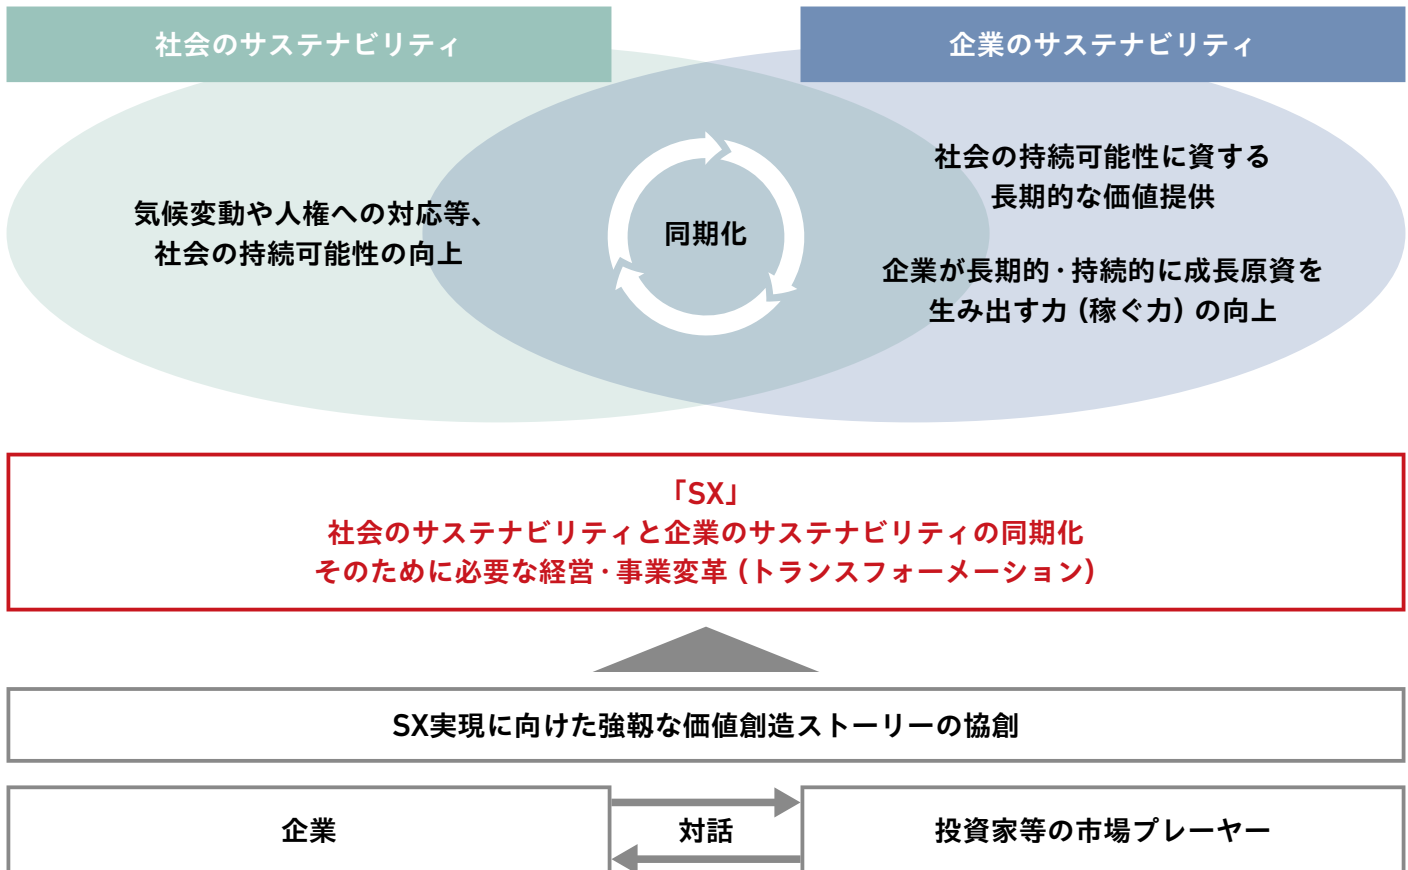 社会のサステナビリティ
企業のサステナビリティ
気候変動や人権への対応等、
社会の持続可能性の向上
同期化
社会の持続可能性に資する
長期的な価値提供
企業が長期的・持続的に成長原資を
生み出す力（稼ぐ力）の向上
「SX」
社会のサステナビリティと企業のサステナビリティの同期化
そのために必要な経営・事業変革（トランスフォーメーション）
SX実現に向けた強靱な価値創造ストーリーの協創
企業
対話
投資家等の市場プレーヤー